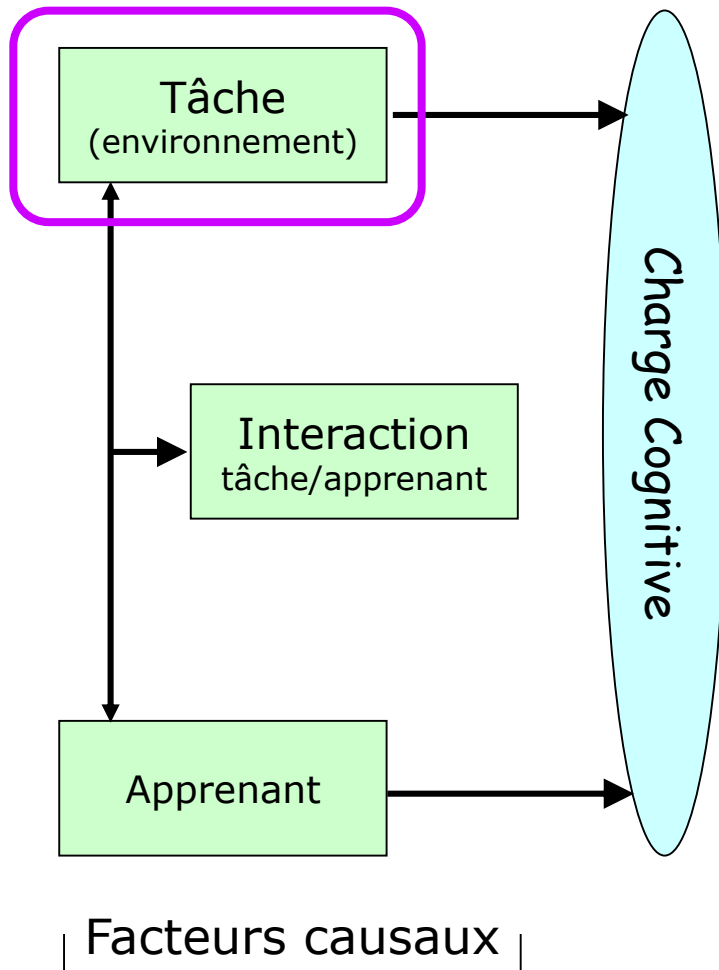 Tâche
(environnement)
Charge Cognitive
Interaction
tâche/apprenant
Apprenant
Facteurs causaux